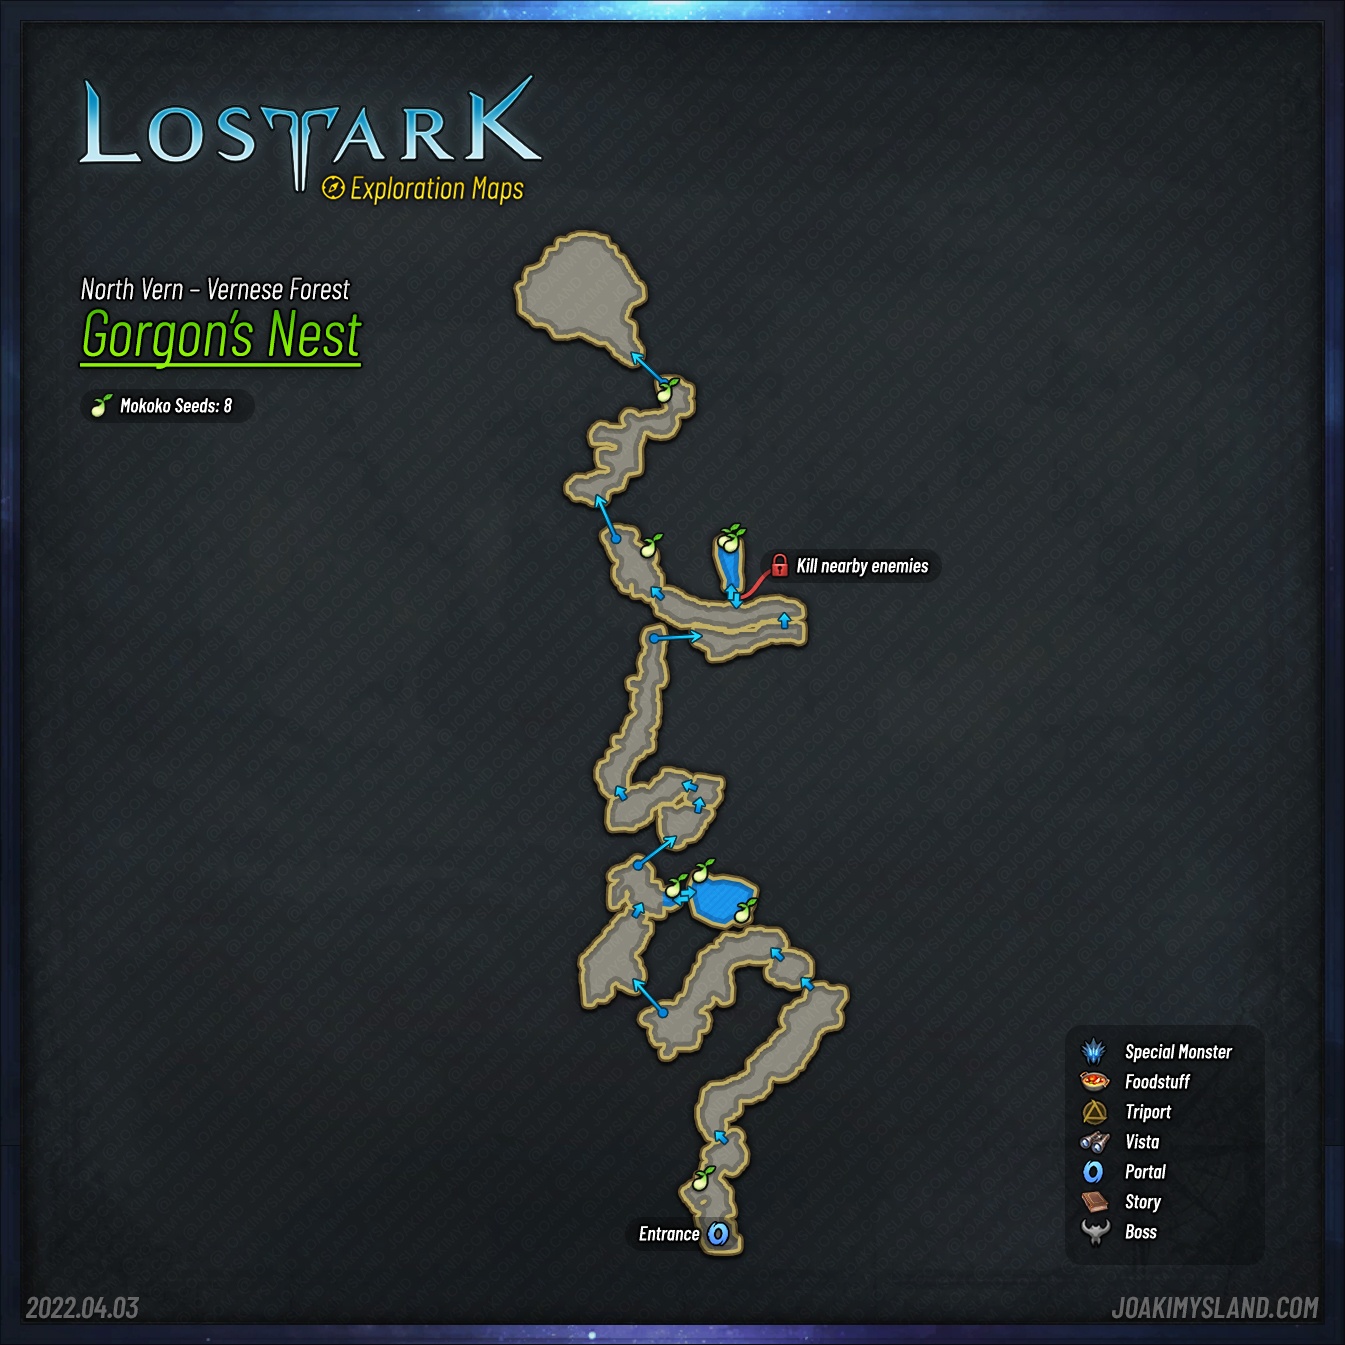 LOSTARK
Exploration Maps
North Vern – Vernese Forest
Gorgon's Nest
Mokoko Seeds: 8
Kill nearby enemies
Special Monster
Foodstuff
Triport
Vista
Portal
Story
Boss
Entrance
2022.04.03
JOAKIMYSLAND.COM